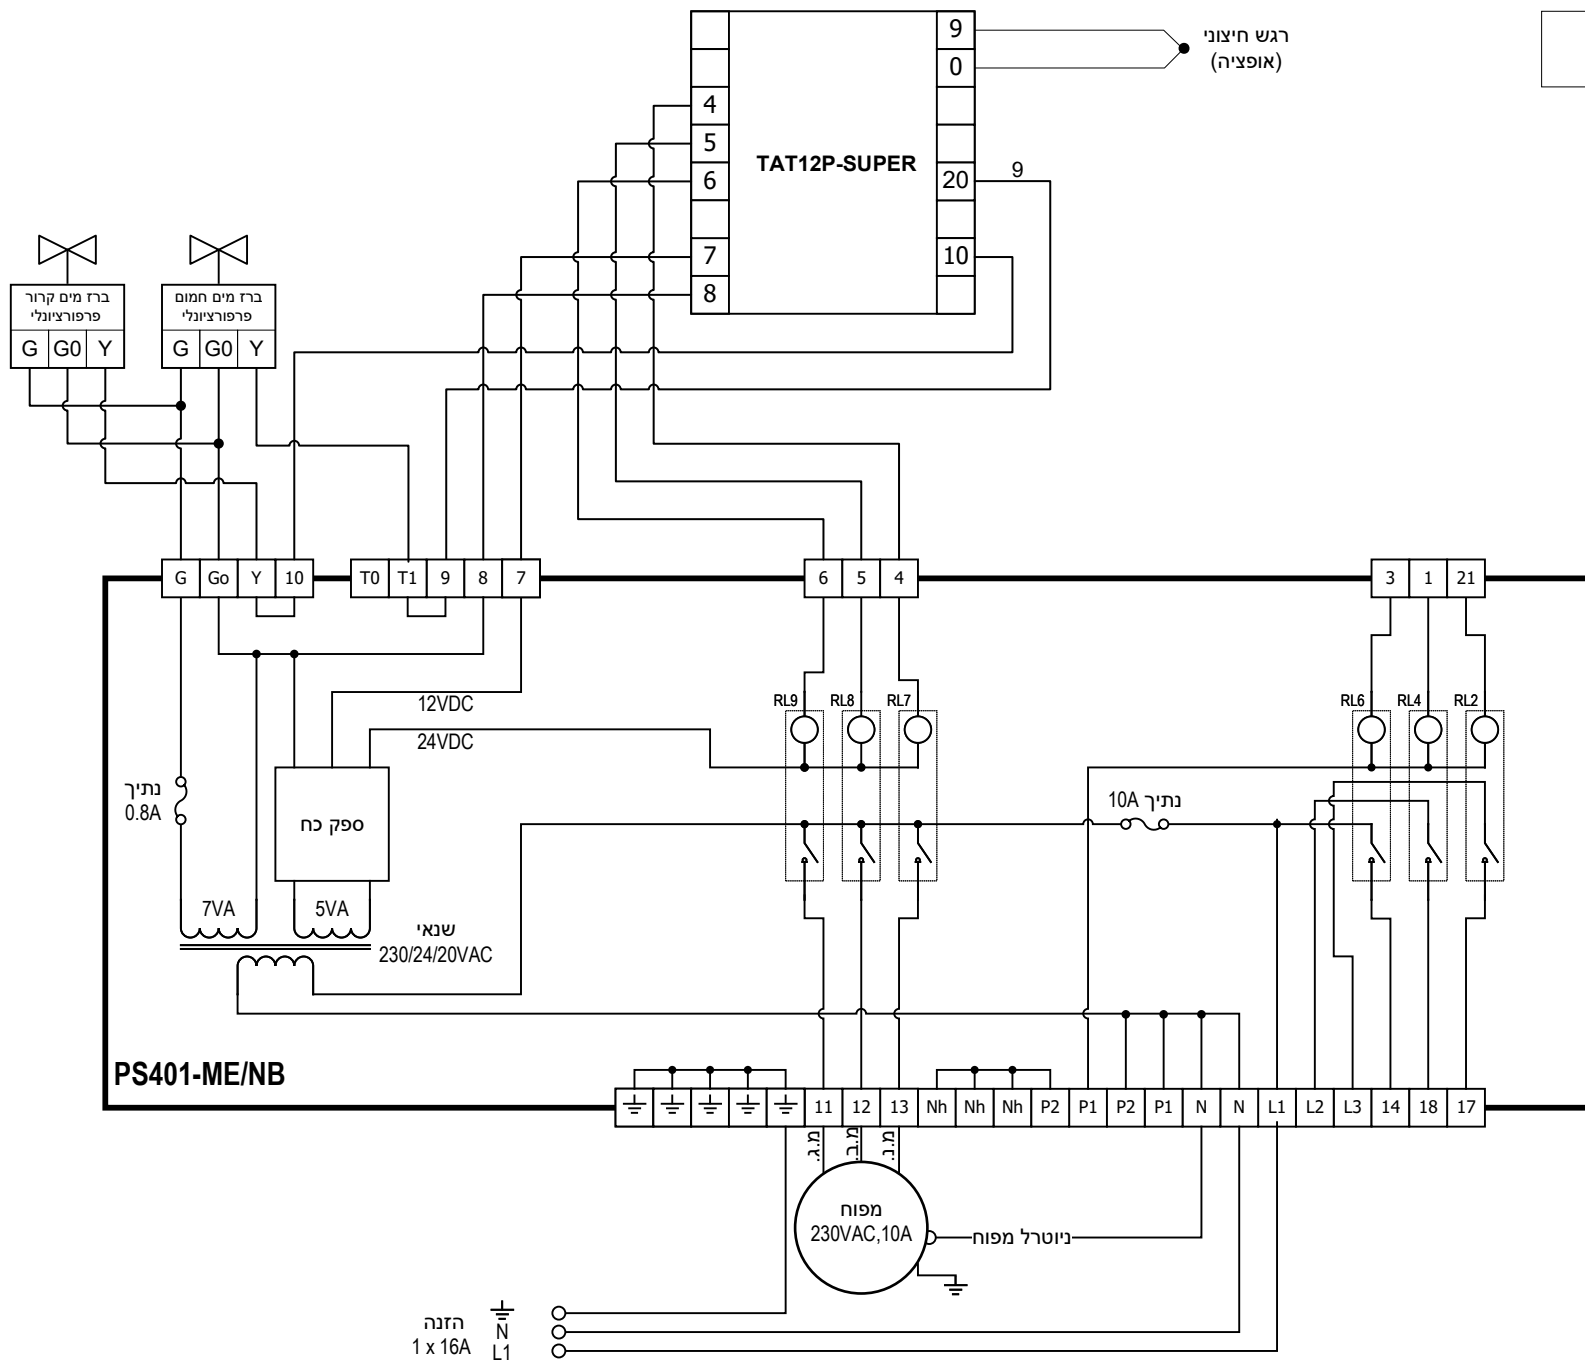 9
רגש חיצוני
0
(אופציה)
4
5
TAT12P-SUPER
6
20
9
7
10
8
ברז מים קרור
פרפורציונלי
G G0 Y
ברז מים חמום
פרפורציונלי
G G0 Y
G Go Y 10 T0 T1 9 8 7 6 5 4 3 1 21
12VDC
24VDC
RL9 RL8 RL7 RL6 RL4 RL2
נתיך
0.8A
ספק כח
נתיך 10A
7VA 5VA
שנאי
230/24/20VAC
PS401-ME/NB
11 12 13 Nh Nh Nh P2 P1 P2 P1 N N L1 L2 L3 14 18 17
מ.ג. מ.ב. מ.נ.
מפוח
230VAC,10A
ניוטרל מפוח
הזנה
1 x 16A
N
L1